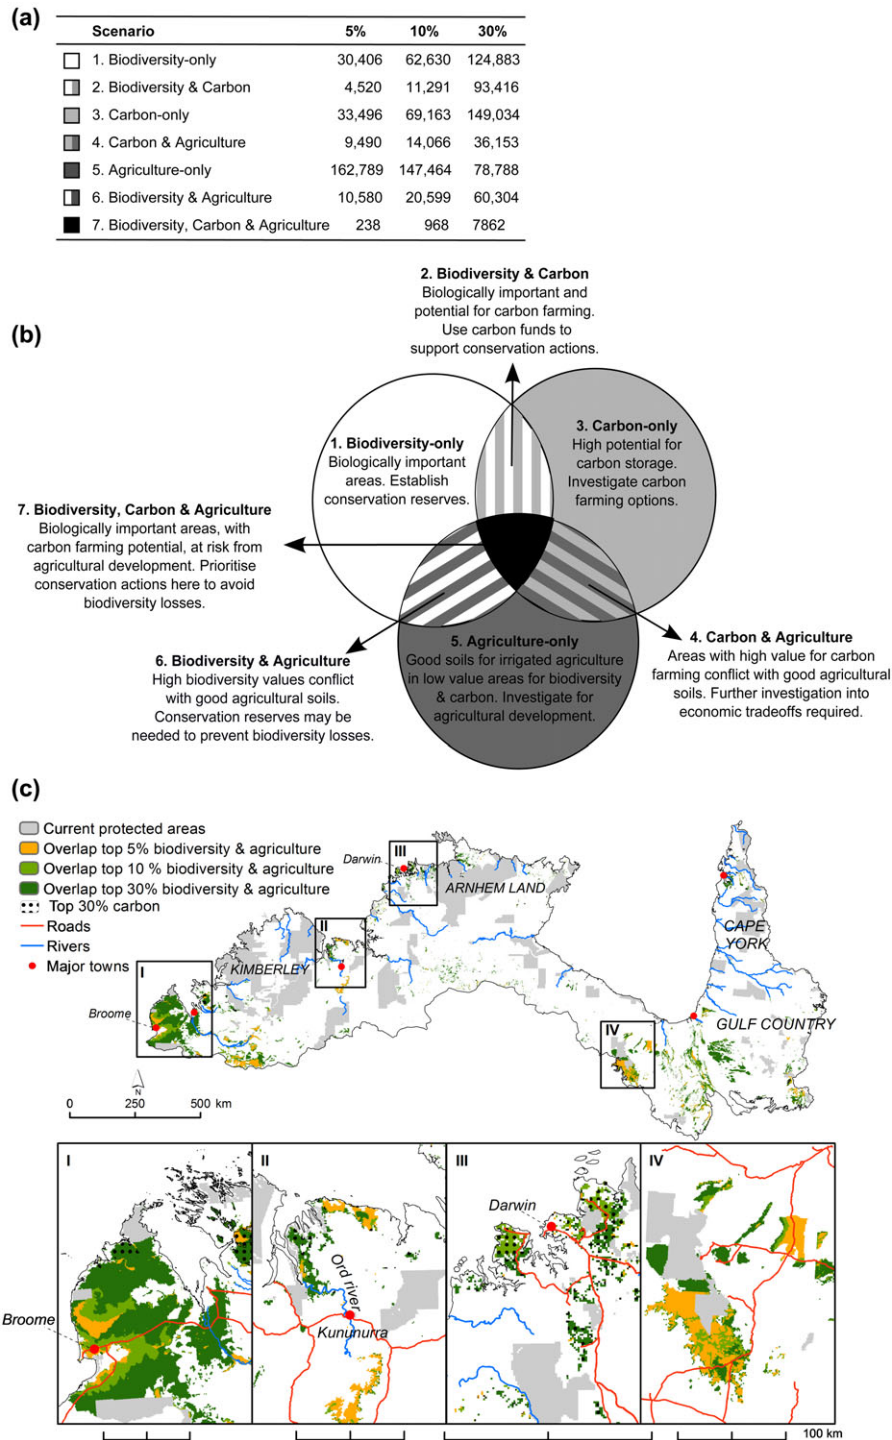 (a)
Scenario 5% 10% 30%
1. Biodiversity-only 30,406 62,630 124,883
2. Biodiversity & Carbon 4,520 11,291 93,416
3. Carbon-only 33,496 69,163 149,034
4. Carbon & Agriculture 9,490 14,066 36,153
5. Agriculture-only 162,789 147,464 78,788
6. Biodiversity & Agriculture 10,580 20,599 60,304
7. Biodiversity, Carbon & Agriculture 238 968 7862
(b)
2. Biodiversity & Carbon
Biologically important and
potential for carbon farming.
Use carbon funds to
support conservation actions.
1. Biodiversity-only
Biologically important
areas. Establish
conservation reserves.
3. Carbon-only
High potential for
carbon storage.
Investigate carbon
farming options.
7. Biodiversity, Carbon & Agriculture
Biologically important areas, with
carbon farming potential, at risk from
agricultural development. Prioritise
conservation actions here to avoid
biodiversity losses.
6. Biodiversity & Agriculture
High biodiversity values conflict
with good agricultural soils.
Conservation reserves may be
needed to prevent biodiversity losses.
5. Agriculture-only
Good soils for irrigated agriculture
in low value areas for biodiversity
& carbon. Investigate for
agricultural development.
4. Carbon & Agriculture
Areas with high value for carbon
farming conflict with good agricultural
soils. Further investigation into
economic tradeoffs required.
(c)
Current protected areas
Overlap top 5% biodiversity & agriculture
Overlap top 10 % biodiversity & agriculture
Overlap top 30% biodiversity & agriculture
Top 30% carbon
Roads
Rivers
Major towns
III
Darwin
ARNHEM LAND
II
KIMBERLEY
I
Broome
CAPE
YORK
GULF COUNTRY
IV
N
0 250 500 km
I
Broome
II
Ord river
Kununurra
III
Darwin
IV
100 km